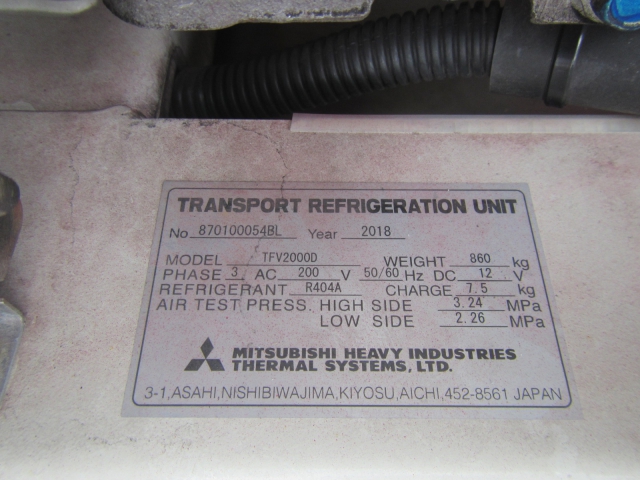 TRANSPORT REFRIGERATION UNIT
No 870100054BL Year 2018
MODEL TFV2000D WEIGHT 860 kg
PHASE 3 AC 200 V 50/60 Hz DC 12 V
REFRIGERANT R404A CHARGE 7.5 kg
AIR TEST PRESS. HIGH SIDE 3.24 MPa
LOW SIDE 2.26 MPa
MITSUBISHI HEAVY INDUSTRIES
THERMAL SYSTEMS, LTD.
3-1,ASAHI,NISHIBIWAJIMA,KIYOSU,AICHI,452-8561 JAPAN